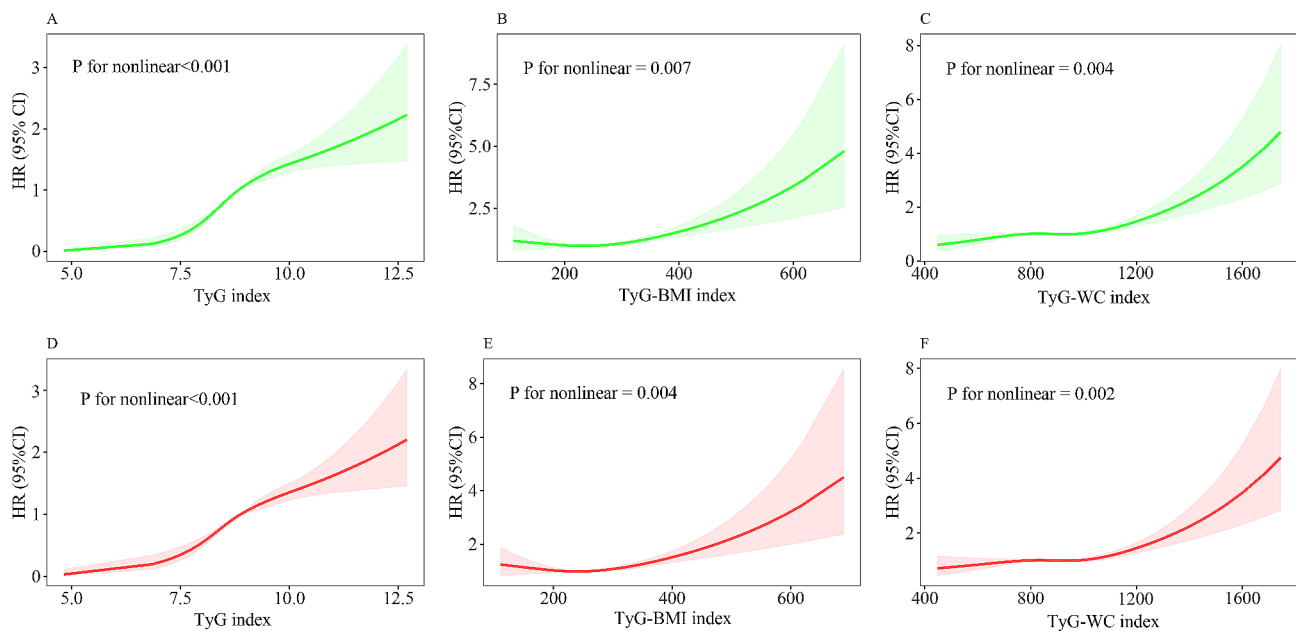 A
HR (95% CI)
P for nonlinear<0.001
3
2
1
0
5.0 7.5 10.0 12.5
TyG index
B
HR (95%CI)
P for nonlinear = 0.007
7.5
5.0
2.5
200 400 600
TyG-BMI index
C
HR (95%CI)
P for nonlinear = 0.004
8
6
4
2
0
400 800 1200 1600
TyG-WC index
D
HR (95%CI)
P for nonlinear<0.001
3
2
1
0
5.0 7.5 10.0 12.5
TyG index
E
HR (95%CI)
P for nonlinear = 0.004
8
6
4
2
200 400 600
TyG-BMI index
F
HR (95%CI)
P for nonlinear = 0.002
8
6
4
2
400 800 1200 1600
TyG-WC index